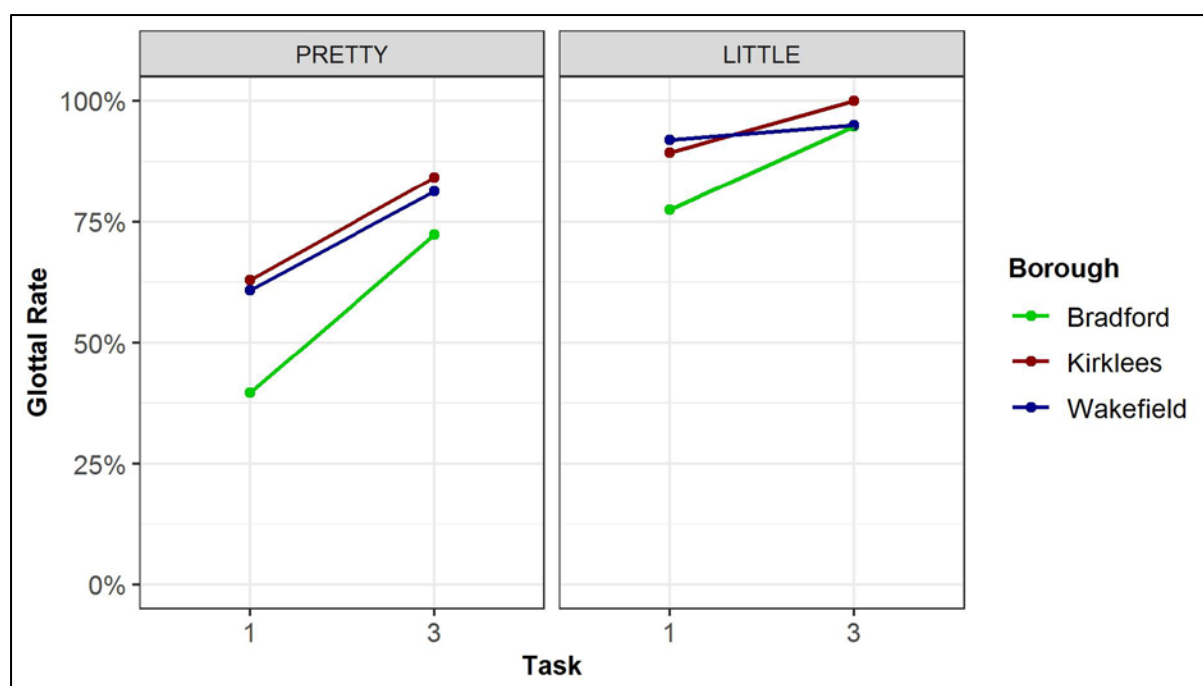 PRETTY LITTLE
100%
75%
50%
25%
0%
Glottal Rate
1 3 1 3
Task
Borough
Bradford
Kirklees
Wakefield